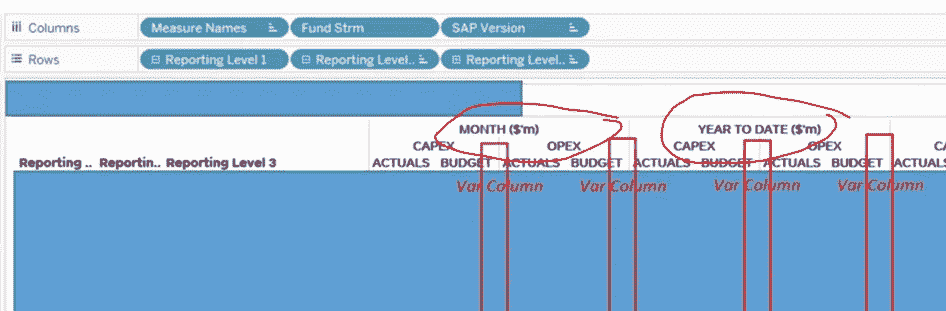 Columns Measure Names Fund Strm SAP Version
Rows Reporting Level 1 Reporting Level.. Reporting Level..
MONTH ($'m) YEAR TO DATE ($'m)
CAPEX OPEX CAPEX OPEX CA
Reporting .. Reportin.. Reporting Level 3 ACTUALS BUDGET ACTUALS BUDGET ACTUALS BUDGET ACTUALS BUDGET ACTUALS
Var Column Var Column Var Column Var Column